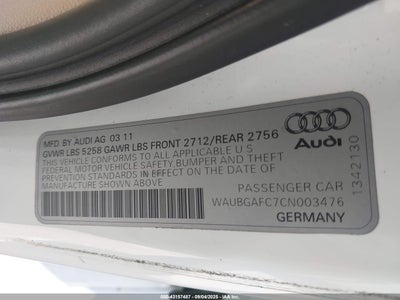 MFD. BY AUDI AG 03 11
GVWR LBS 5258 GAWR LBS FRONT 2712/REAR 2756
THIS VEHICLE CONFORMS TO ALL APPLICABLE U S
FEDERAL MOTOR VEHICLE SAFETY,BUMPER AND THEFT
PREVENTION STANDARDS IN EFFECT ON THE DATE OF
MANUFACTURE SHOWN ABOVE
Audi
1342130
PASSENGER CAR
WAUBGAFC7CN003476
GERMANY
000-43157487 - 09/04/2025 - IAAI.COM